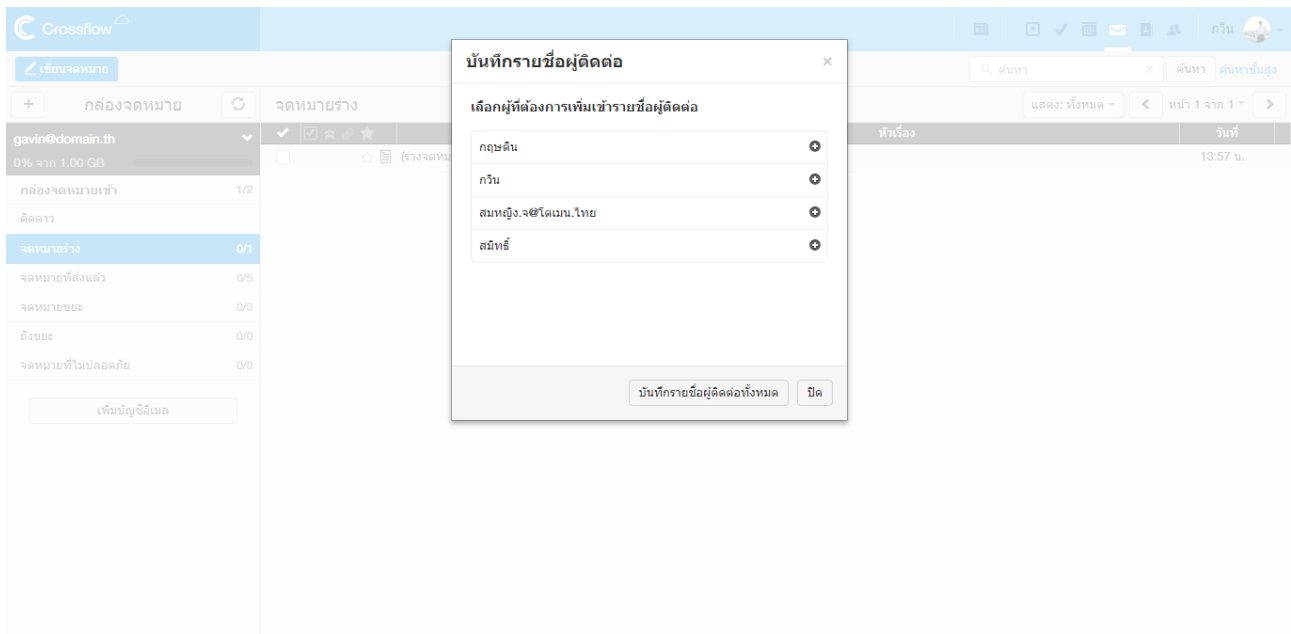 Crossflow
กวิน
เขียนจดหมาย
ค้นหา x ค้นหา ค้นหาขั้นสูง
+ กล่องจดหมาย
จดหมายร่าง
แสดง: ทั้งหมด
หน้า 1 จาก 1
gavin@domain.th
หัวเรื่อง
วันที่
0% จาก 1.00 GB
(ร่างจดหม
13:57 น.
กล่องจดหมายเข้า 1/2
ติดดาว
จดหมายร่าง 0/1
จดหมายที่ส่งแล้ว 0/5
จดหมายขยะ 0/0
ถังขยะ 0/0
จดหมายที่ไม่ปลอดภัย 0/0
เพิ่มบัญชีอีเมล
บันทึกรายชื่อผู้ติดต่อ ×
เลือกผู้ที่ต้องการเพิ่มเข้ารายชื่อผู้ติดต่อ
กฤษดิน
กวิน
สมหญิง.จ@โดเมน.ไทย
สมิทธิ์
บันทึกรายชื่อผู้ติดต่อทั้งหมด
ปิด